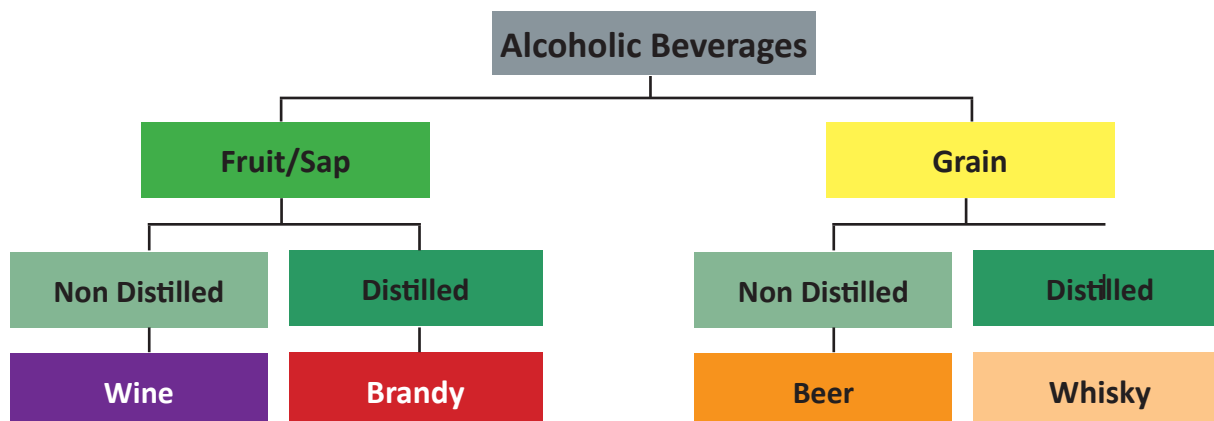 Alcoholic Beverages
Fruit/Sap
Grain
Non Distilled
Distilled
Non Distilled
Distilled
Wine
Brandy
Beer
Whisky